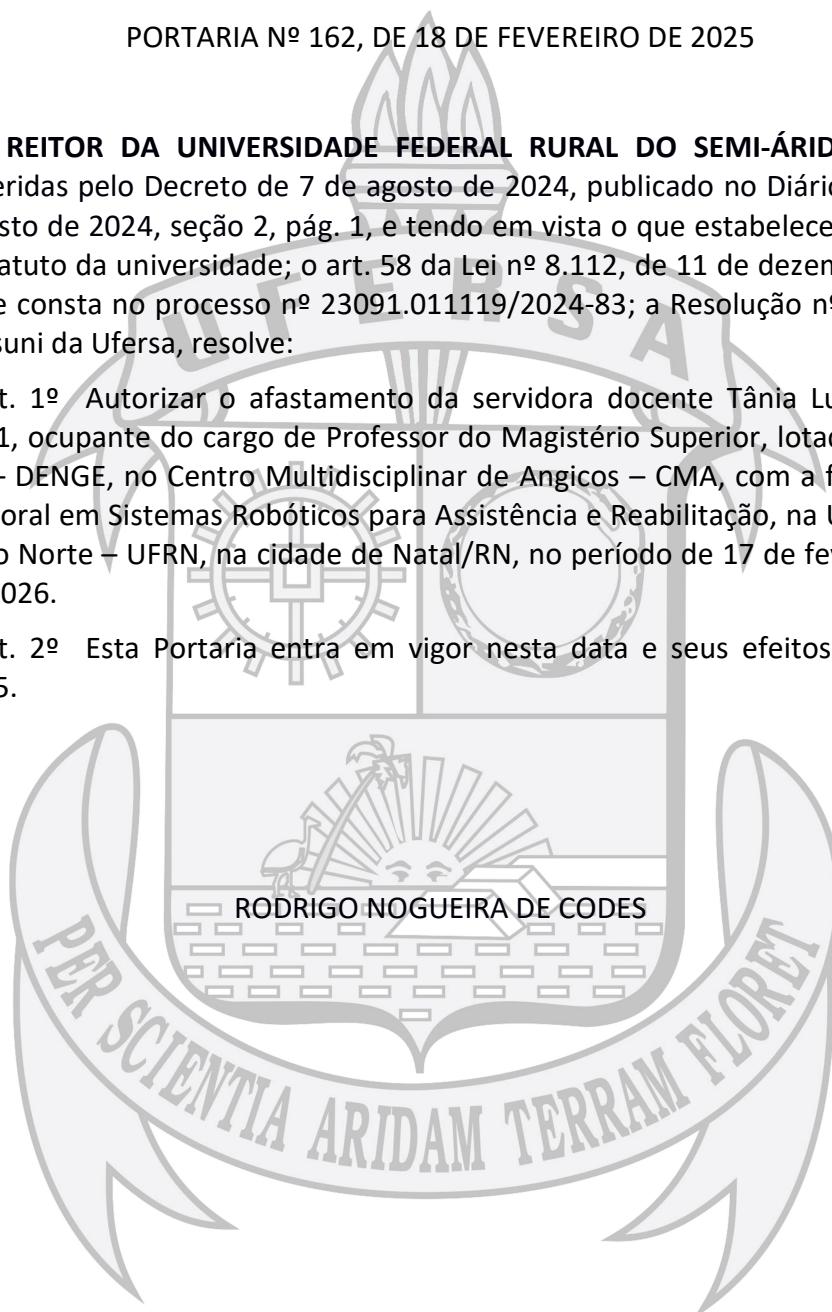 PORTARIA Nº 162, DE 18 DE FEVEREIRO DE 2025
REITOR DA UNIVERSIDADE FEDERAL RURAL DO SEMI-ÁRID
eridas pelo Decreto de 7 de agosto de 2024, publicado no Diário
sto de 2024, seção 2, pág. 1, e tendo em vista o que estabelece
atuto da universidade; o art. 58 da Lei nº 8.112, de 11 de dezem
e consta no processo nº 23091.011119/2024-83; a Resolução nº
suni da Ufersa, resolve:
t. 1º Autorizar o afastamento da servidora docente Tânia Lu
1, ocupante do cargo de Professor do Magistério Superior, lotad
– DENGE, no Centro Multidisciplinar de Angicos – CMA, com a f
oral em Sistemas Robóticos para Assistência e Reabilitação, na U
o Norte – UFRN, na cidade de Natal/RN, no período de 17 de fev
026.
t. 2º Esta Portaria entra em vigor nesta data e seus efeitos
5.
RODRIGO NOGUEIRA DE CODES
UFERSA
PER SCIENTIA ARIDAM TERRAM FLORET